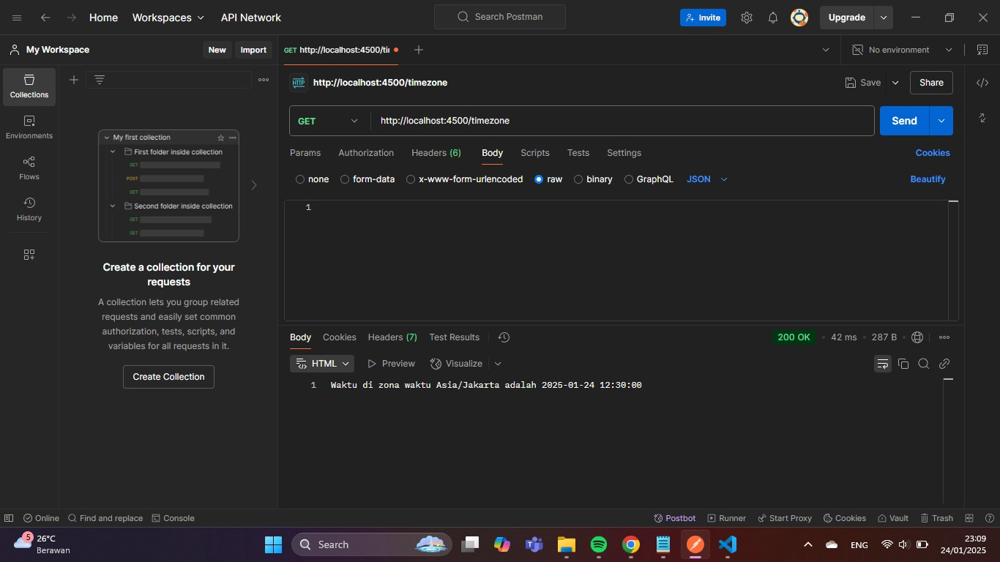 Home Workspaces API Network Search Postman Invite Upgrade
My Workspace New Import GET http://localhost:4500/ti No environment
Collections
Environments
Flows
History
My first collection
First folder inside collection
GET
POST
GET
Second folder inside collection
GET
GET
Create a collection for your
requests
A collection lets you group related
requests and easily set common
authorization, tests, scripts, and
variables for all requests in it.
Create Collection
HTTP http://localhost:4500/timezone Save Share
GET http://localhost:4500/timezone Send
Params Authorization Headers (6) Body Scripts Tests Settings Cookies
none form-data x-www-form-urlencoded raw binary GraphQL JSON Beautify
1
Body Cookies Headers (7) Test Results 200 OK 42 ms 287 B
HTML Preview Visualize
1 Waktu di zona waktu Asia/Jakarta adalah 2025-01-24 12:30:00
Online Find and replace Console Postbot Runner Start Proxy Cookies Vault Trash
5 26°C
Berawan
Search
ENG
23:09
24/01/2025